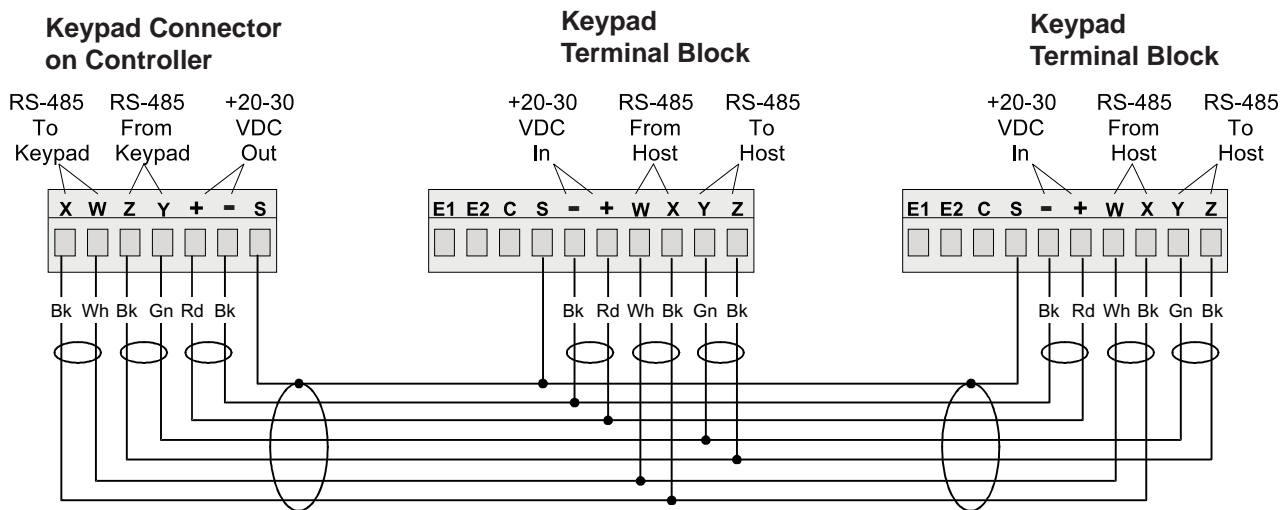 Keypad Connector
on Controller
RS-485
To
Keypad
RS-485
From
Keypad
+20-30
VDC
Out
X W Z Y + - S
Bk Wh Bk Gn Rd Bk
Keypad
Terminal Block
+20-30
VDC
In
RS-485
From
Host
RS-485
To
Host
E1 E2 C S - + W X Y Z
Bk Rd Wh Bk Gn Bk
Keypad
Terminal Block
+20-30
VDC
In
RS-485
From
Host
RS-485
To
Host
E1 E2 C S - + W X Y Z
Bk Rd Wh Bk Gn Bk